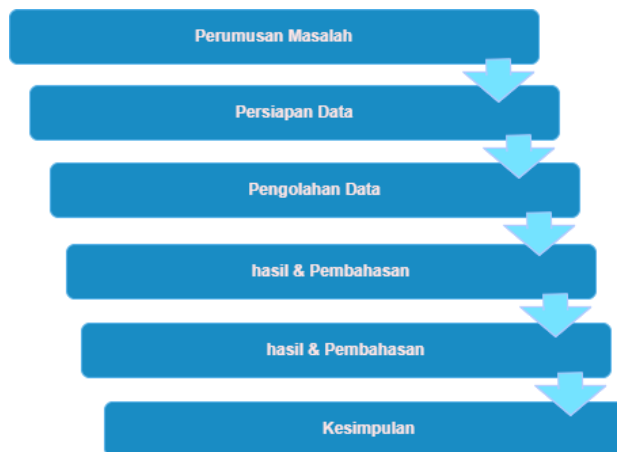 Perumusan Masalah
Persiapan Data
Pengolahan Data
hasil & Pembahasan
hasil & Pembahasan
Kesimpulan